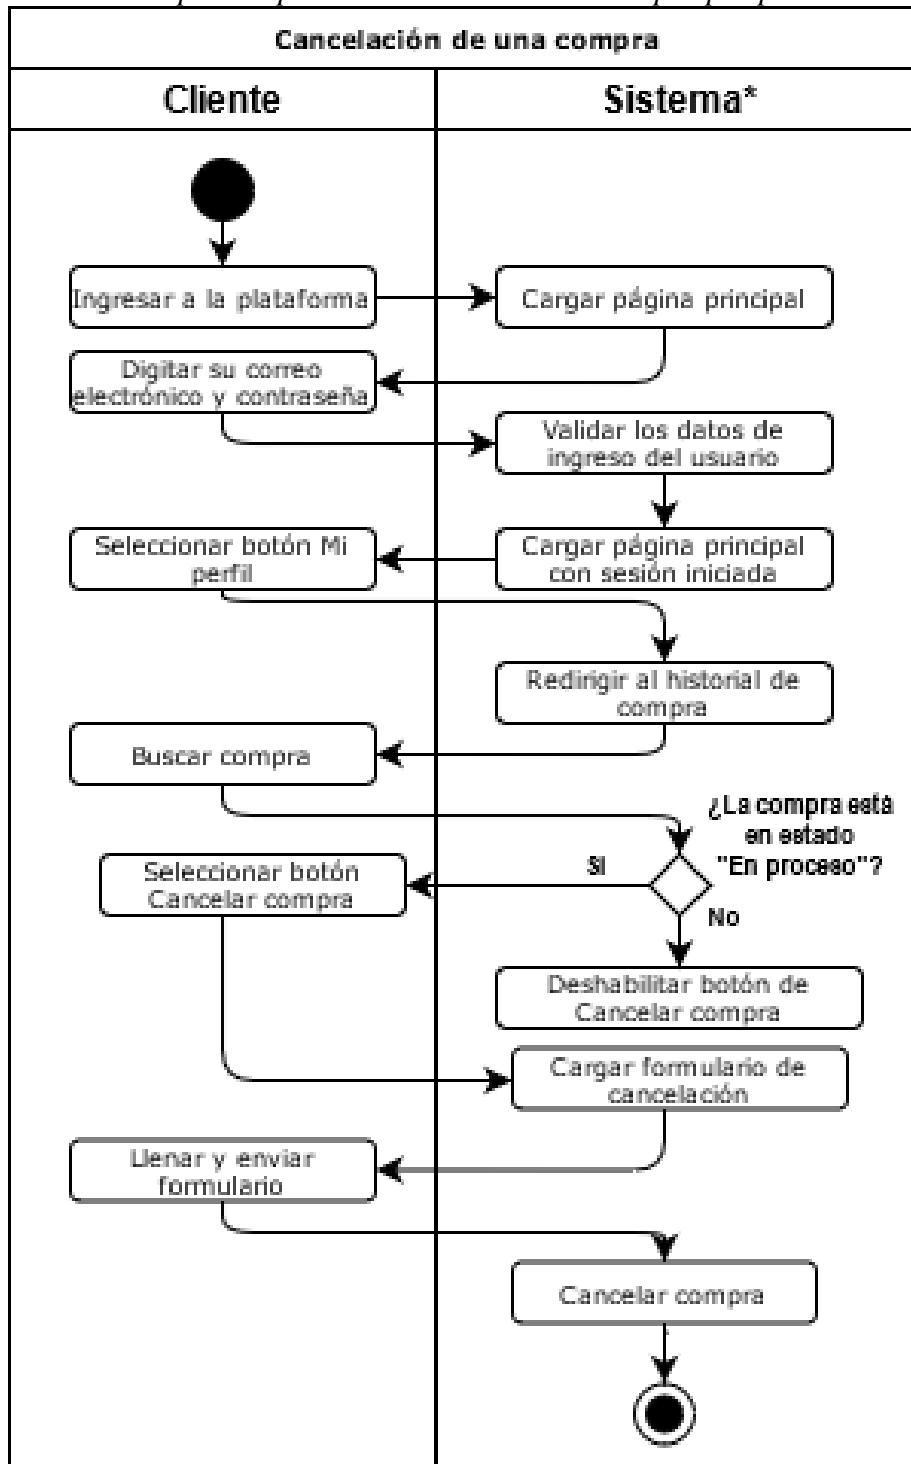 Cancelación de una compra
Cliente
Sistema*
Ingresar a la plataforma
Cargar página principal
Digitar su correo
electrónico y contraseña
Validar los datos de
ingreso del usuario
Cargar página principal
con sesión iniciada
Seleccionar botón Mi
perfil
Redirigir al historial de
compra
Buscar compra
¿La compra está
en estado
"En proceso"?
Si
Seleccionar botón
Cancelar compra
No
Deshabilitar botón de
Cancelar compra
Cargar formulario de
cancelación
Llenar y enviar
formulario
Cancelar compra